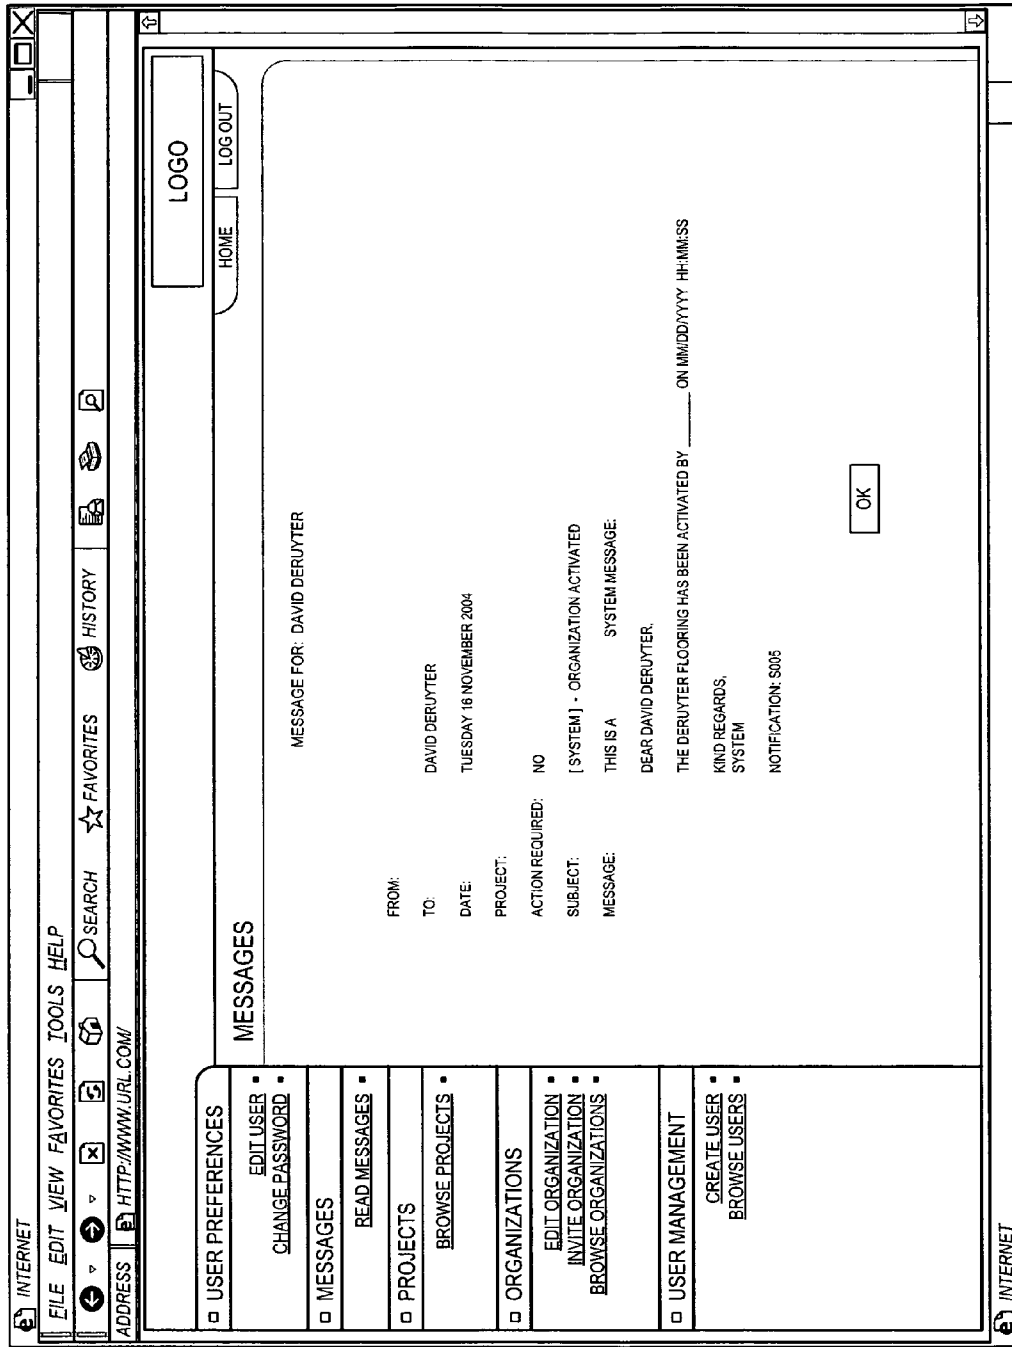 INTERNET
FILE EDIT VIEW FAVORITES TOOLS HELP
SEARCH FAVORITES HISTORY
ADDRESS HTTP://WWW.URL.COM/
LOGO
HOME LOG OUT
USER PREFERENCES
EDIT USER
CHANGE PASSWORD
MESSAGES
READ MESSAGES
PROJECTS
BROWSE PROJECTS
ORGANIZATIONS
EDIT ORGANIZATION
INVITE ORGANIZATION
BROWSE ORGANIZATIONS
USER MANAGEMENT
CREATE USER
BROWSE USERS
MESSAGES
MESSAGE FOR: DAVID DERUYTER
FROM:
TO: DAVID DERUYTER
DATE: TUESDAY 16 NOVEMBER 2004
PROJECT:
ACTION REQUIRED: NO
SUBJECT: [SYSTEM] - ORGANIZATION ACTIVATED
MESSAGE: THIS IS A SYSTEM MESSAGE:
DEAR DAVID DERUYTER,
THE DERUYTER FLOORING HAS BEEN ACTIVATED BY ______ ON MM/DD/YYYY HH:MM:SS
KIND REGARDS,
SYSTEM
NOTIFICATION: S005
OK
INTERNET